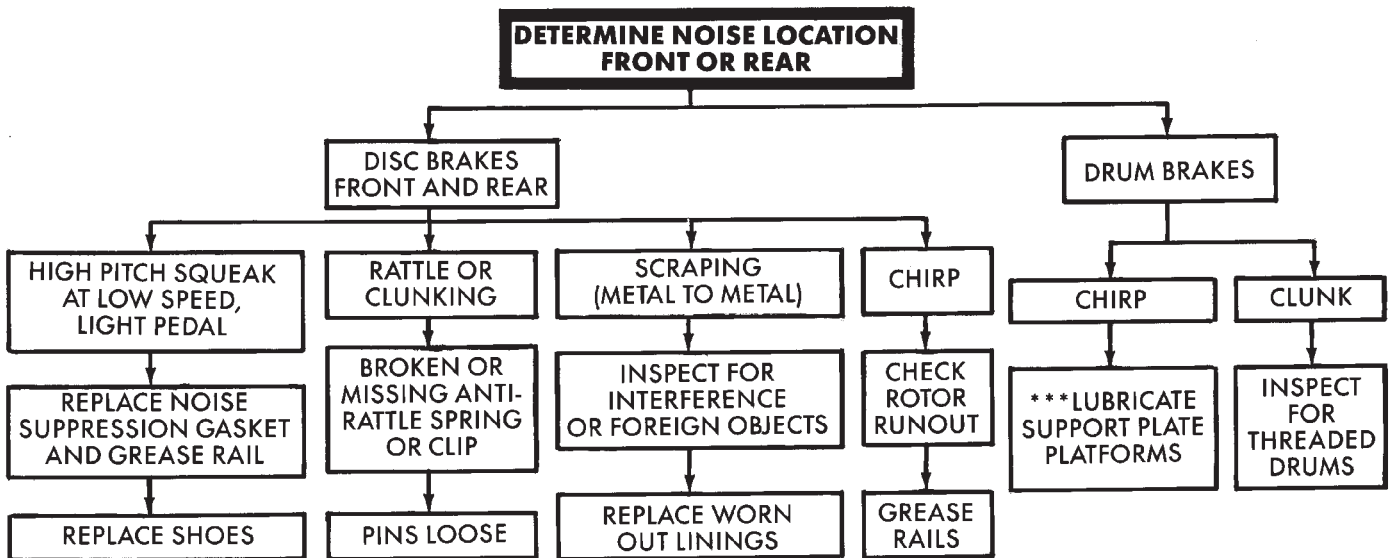 DETERMINE NOISE LOCATION
FRONT OR REAR
DISC BRAKES
FRONT AND REAR
DRUM BRAKES
HIGH PITCH SQUEAK
AT LOW SPEED,
LIGHT PEDAL
RATTLE OR
CLUNKING
SCRAPING
(METAL TO METAL)
CHIRP
CHIRP
CLUNK
REPLACE NOISE
SUPPRESSION GASKET
AND GREASE RAIL
BROKEN OR
MISSING ANTI-
RATTLE SPRING
OR CLIP
INSPECT FOR
INTERFERENCE
OR FOREIGN OBJECTS
CHECK
ROTOR
RUNOUT
***LUBRICATE
SUPPORT PLATE
PLATFORMS
INSPECT
FOR
THREADED
DRUMS
REPLACE SHOES
PINS LOOSE
REPLACE WORN
OUT LININGS
GREASE
RAILS